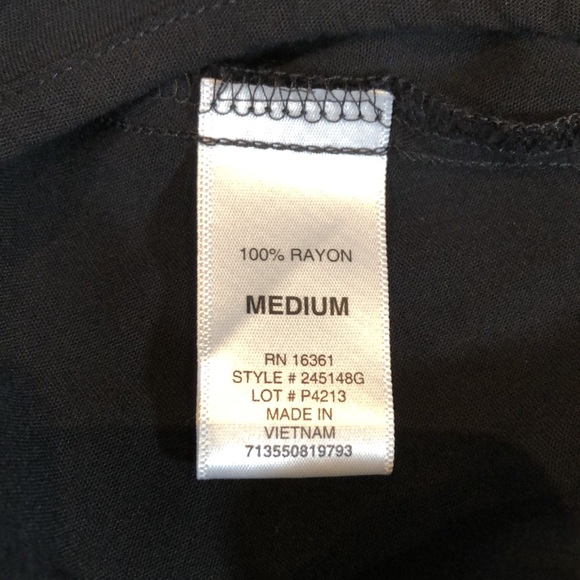 100% RAYON
MEDIUM
RN 16361
STYLE # 245148G
LOT # P4213
MADE IN
VIETNAM
713550819793